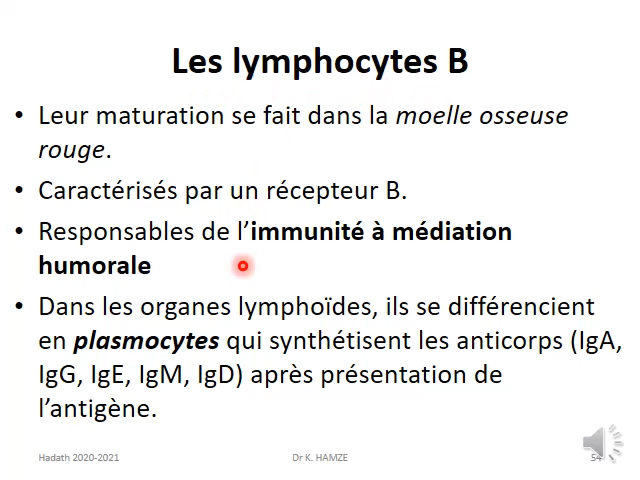 Les lymphocytes B
• Leur maturation se fait dans la moelle osseuse
rouge.
• Caractérisés par un récepteur B.
• Responsables de l’immunité à médiation
humorale
• Dans les organes lymphoïdes, ils se différencient
en plasmocytes qui synthétisent les anticorps (IgA,
IgG, IgE, IgM, IgD) après présentation de
l’antigène.
Hadath 2020-2021 Dr K. HAMZE 54